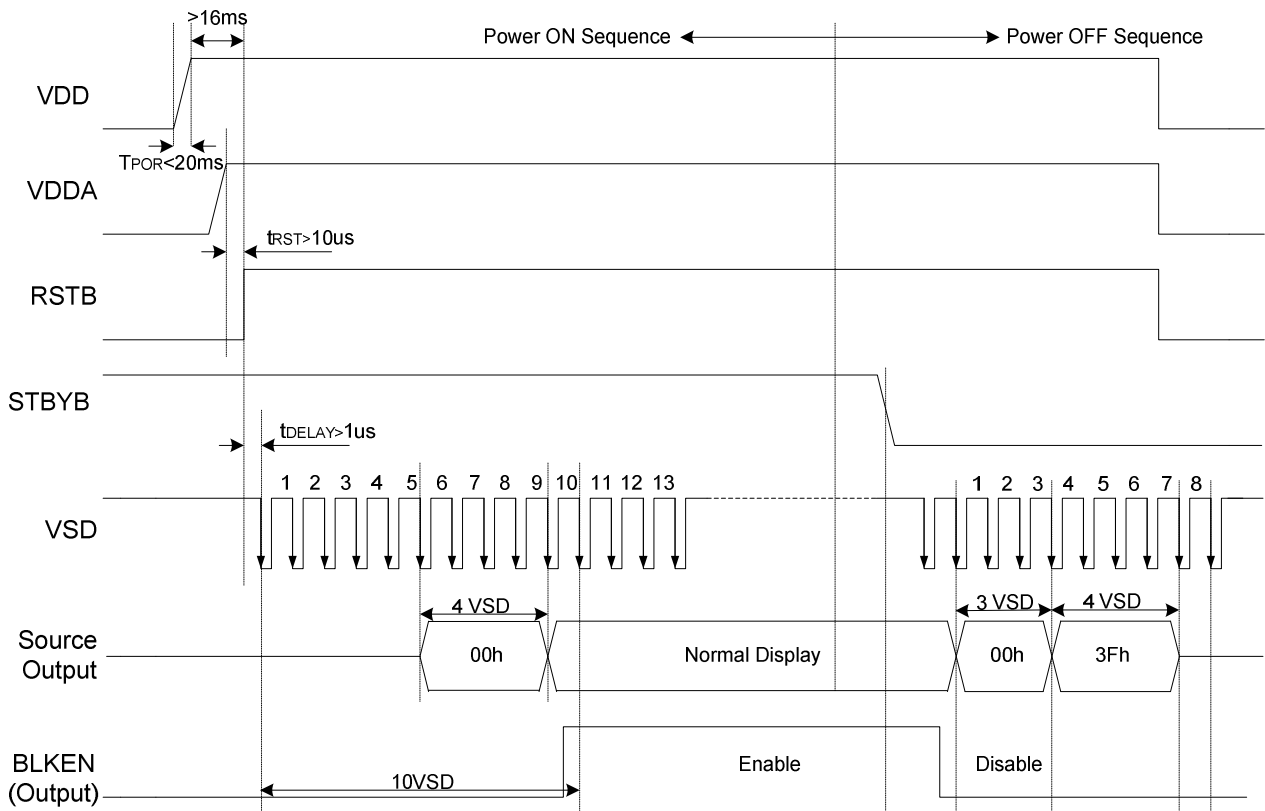 >16ms
Power ON Sequence
Power OFF Sequence
VDD
TPOR<20ms
VDDA
tRST>10us
RSTB
STBYB
tDELAY>1us
1 2 3 4 5 6 7 8 9 10 11 12 13
1 2 3 4 5 6 7 8
VSD
4 VSD
3 VSD
4 VSD
Source
Output
00h
Normal Display
00h
3Fh
BLKEN
(Output)
10VSD
Enable
Disable